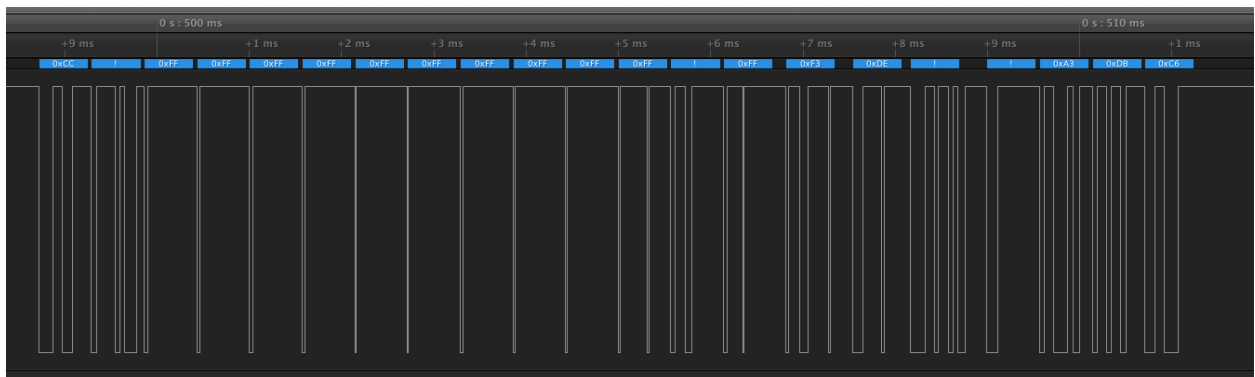 0 s : 500 ms 0 s : 510 ms
+9 ms +1 ms +2 ms +3 ms +4 ms +5 ms +6 ms +7 ms +8 ms +9 ms +1 ms
0xCC ! 0xFF 0xFF 0xFF 0xFF 0xFF 0xFF 0xFF 0xFF 0xFF 0xFF ! 0xFF 0xF3 0xDE ! ! 0xA3 0xDB 0xC6